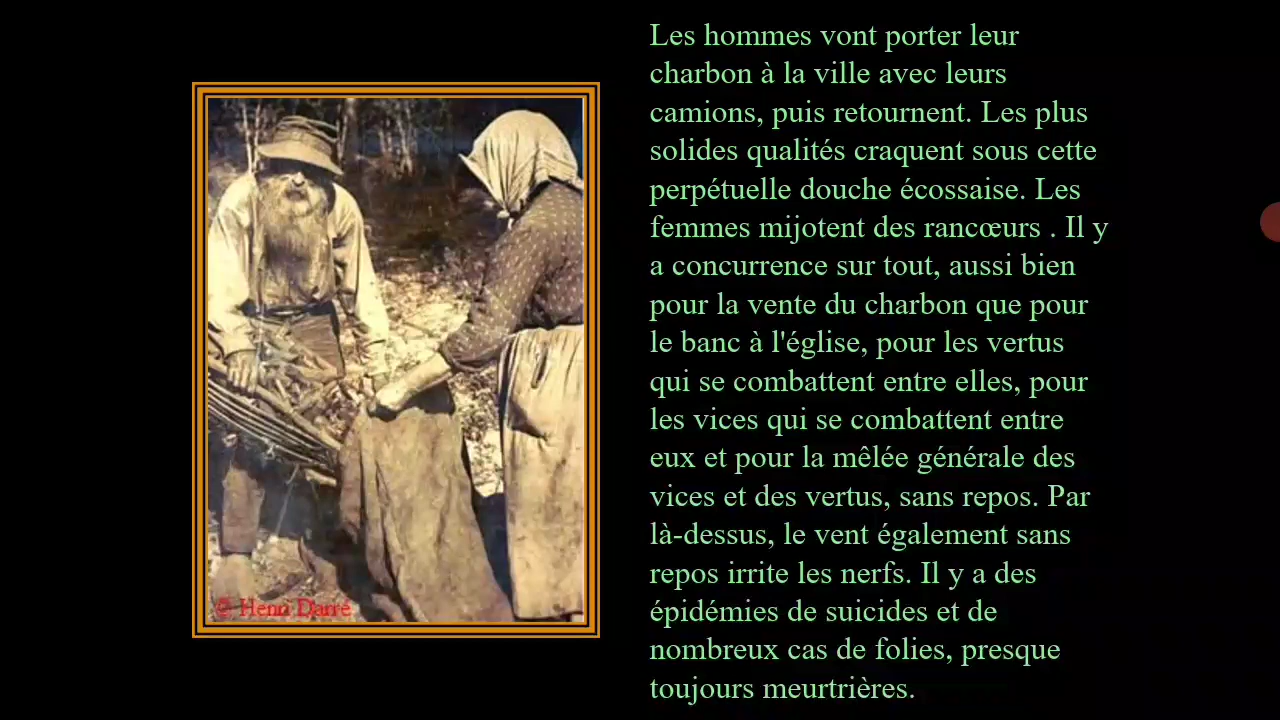 Les hommes vont porter leur
charbon à la ville avec leurs
camions, puis retournent. Les plus
solides qualités craquent sous cette
perpétuelle douche écossaise. Les
femmes mijotent des rancœurs . Il y
a concurrence sur tout, aussi bien
pour la vente du charbon que pour
le banc à l'église, pour les vertus
qui se combattent entre elles, pour
les vices qui se combattent entre
eux et pour la mêlée générale des
vices et des vertus, sans repos. Par
là-dessus, le vent également sans
repos irrite les nerfs. Il y a des
épidémies de suicides et de
nombreux cas de folies, presque
toujours meurtrières.
© Henri Darré